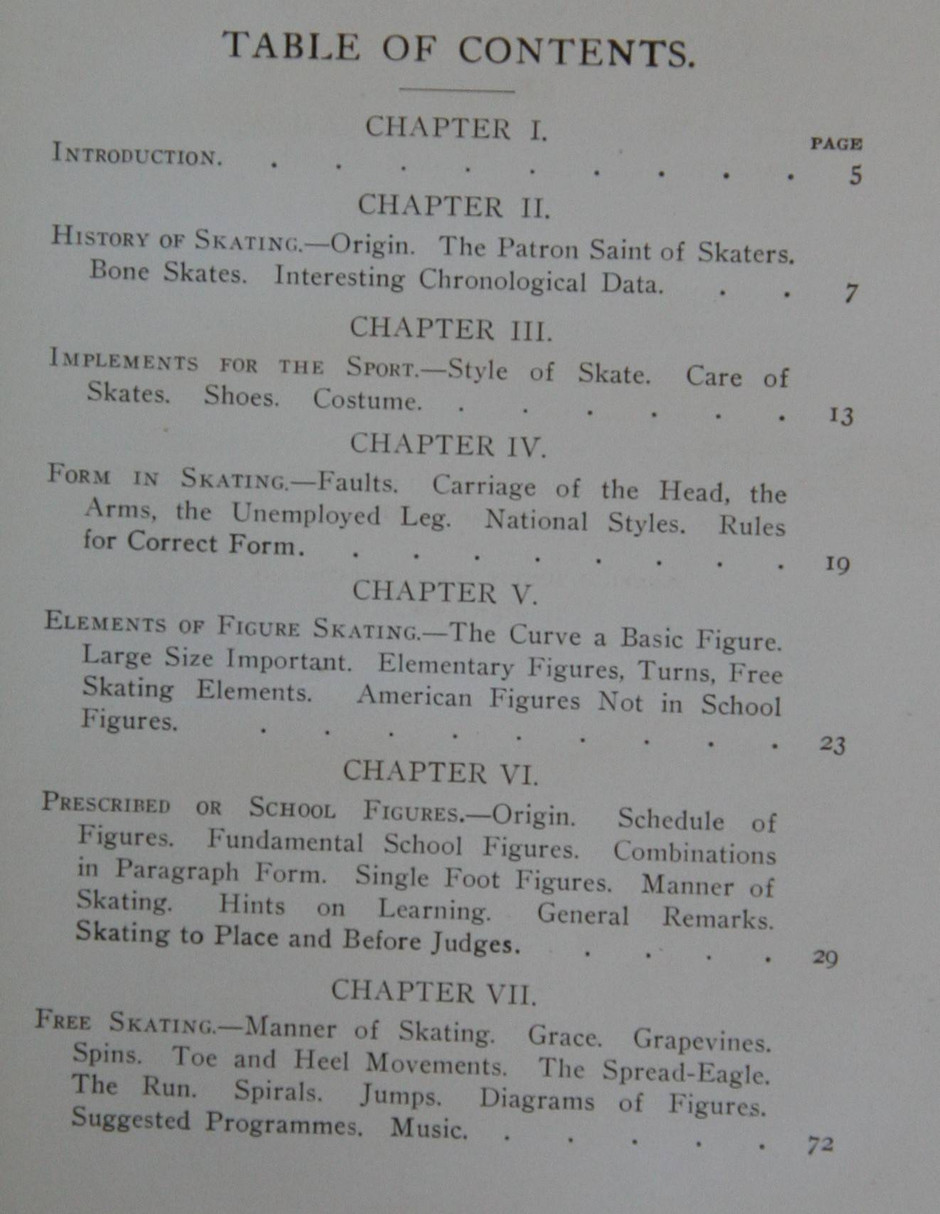 TABLE OF CONTENTS.
CHAPTER I.
PAGE
INTRODUCTION. . . . . . . . . . 5
CHAPTER II.
HISTORY OF SKATING.—Origin. The Patron Saint of Skaters.
Bone Skates. Interesting Chronological Data. . . 7
CHAPTER III.
IMPLEMENTS FOR THE SPORT.—Style of Skate. Care of
Skates. Shoes. Costume. . . . . . . 13
CHAPTER IV.
FORM IN SKATING.—Faults. Carriage of the Head, the
Arms, the Unemployed Leg. National Styles. Rules
for Correct Form. . . . . . . . . 19
CHAPTER V.
ELEMENTS OF FIGURE SKATING.—The Curve a Basic Figure.
Large Size Important. Elementary Figures, Turns, Free
Skating Elements. American Figures Not in School
Figures. . . . . . . . . . 23
CHAPTER VI.
PRESCRIBED OR SCHOOL FIGURES.—Origin. Schedule of
Figures. Fundamental School Figures. Combinations
in Paragraph Form. Single Foot Figures. Manner of
Skating. Hints on Learning. General Remarks.
Skating to Place and Before Judges. . . . . 29
CHAPTER VII.
FREE SKATING.—Manner of Skating. Grace. Grapevines.
Spins. Toe and Heel Movements. The Spread-Eagle.
The Run. Spirals. Jumps. Diagrams of Figures.
Suggested Programmes. Music. . . . . . 72